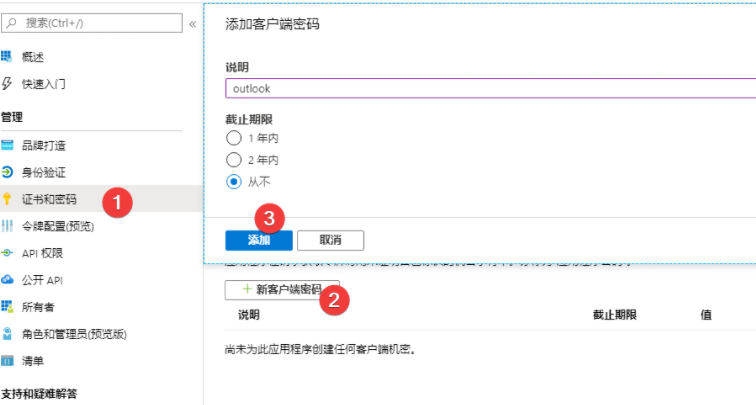 搜索(Ctrl+/)
«
概述
快速入门
管理
品牌打造
身份验证
证书和密码
1
令牌配置(预览)
API 权限
公开 API
所有者
角色和管理员(预览版)
清单
支持和疑难解答
添加客户端密码
说明
outlook
截止期限
1 年内
2 年内
从不
3
添加
取消
+ 新客户端密码
2
说明
截止期限
值
尚未为此应用程序创建任何客户端机密。